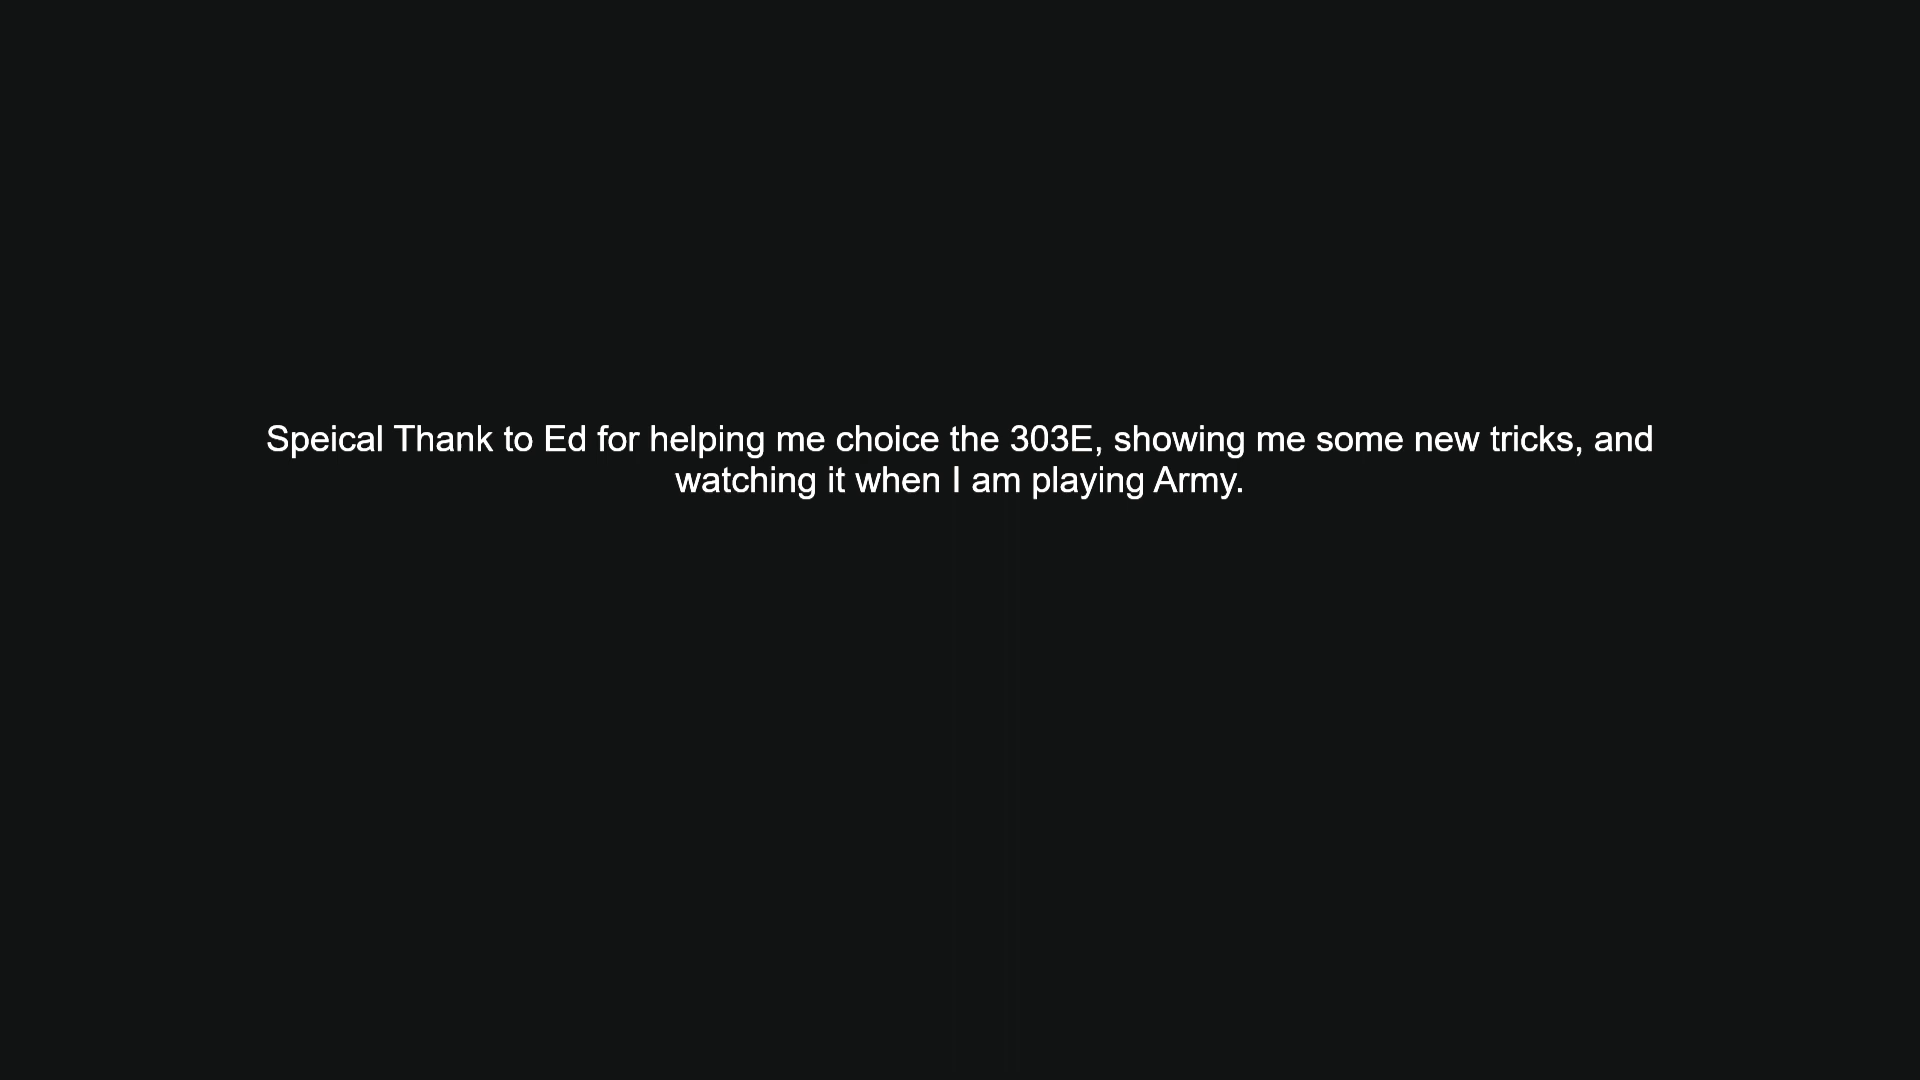 Speical Thank to Ed for helping me choice the 303E, showing me some new tricks, and
watching it when I am playing Army.